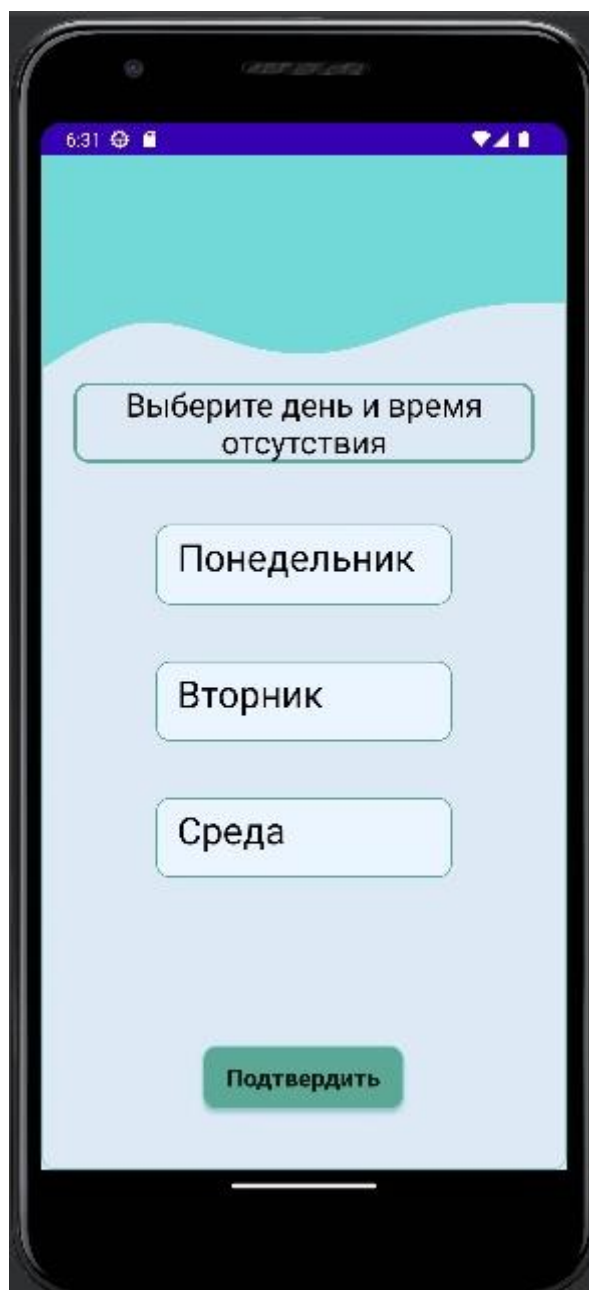 6:31
Выберите день и время
отсутствия
Понедельник
Вторник
Среда
Подтвердить